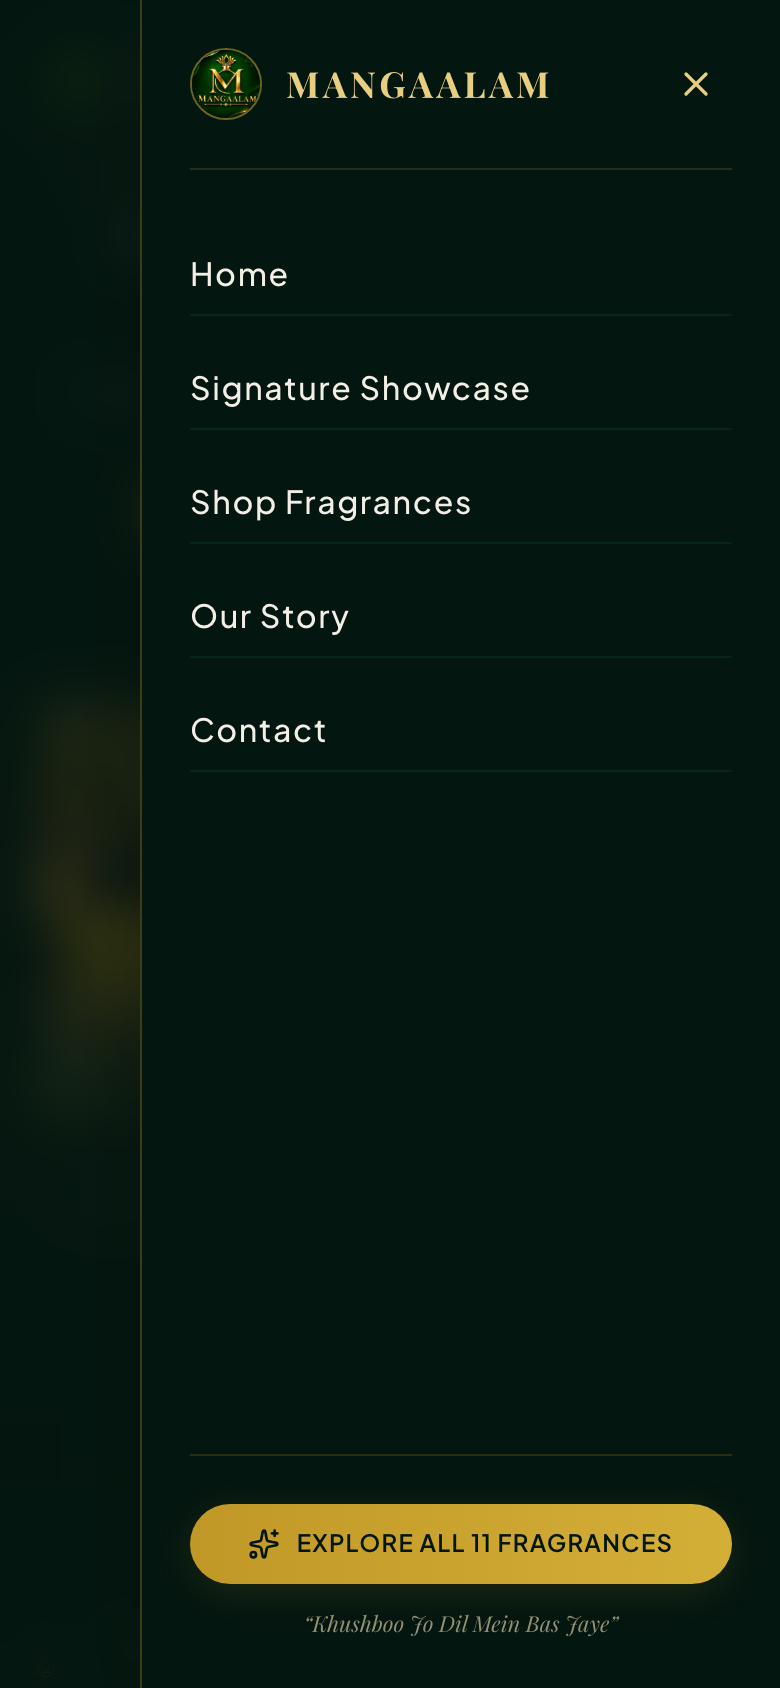 M
MANGAALAM
MANGAALAM
Home
Signature Showcase
Shop Fragrances
Our Story
Contact
EXPLORE ALL 11 FRAGRANCES
“Khushboo Jo Dil Mein Bas Jaye”